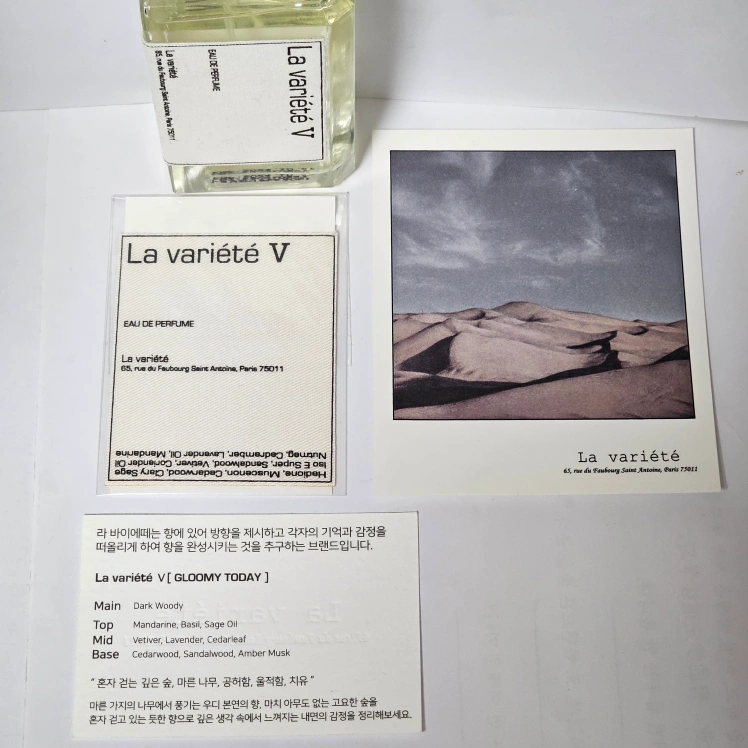 La variété V
EAU DE PERFUME
La variété
65, rue du Faubourg Saint Antoine, Paris 75011
La variété V
EAU DE PERFUME
La variété
65, rue du Faubourg Saint Antoine, Paris 75011
Hedione, Muscenon, Cedarwood, Clary Sage
Iso E Super, Sandalwood, Vetiver, Coriander Oil
Nutmeg, Cedramber, Lavender Oil, Mandarine
La variété
65, rue du Faubourg Saint Antoine, Paris 75011
라 바이에떼는 향에 있어 방향을 제시하고 각자의 기억과 감정을
떠올리게 하여 향을 완성시키는 것을 추구하는 브랜드입니다.
La variété V [ GLOOMY TODAY ]
Main Dark Woody
Top Mandarine, Basil, Sage Oil
Mid Vetiver, Lavender, Cedarleaf
Base Cedarwood, Sandalwood, Amber Musk
“ 혼자 걷는 깊은 숲, 마른 나무, 공허함, 울적함, 치유 ”
마른 가지의 나무에서 풍기는 우디 본연의 향, 마치 아무도 없는 고요한 숲을
혼자 걷고 있는 듯한 향으로 깊은 생각 속에서 느껴지는 내면의 감정을 정리해보세요.